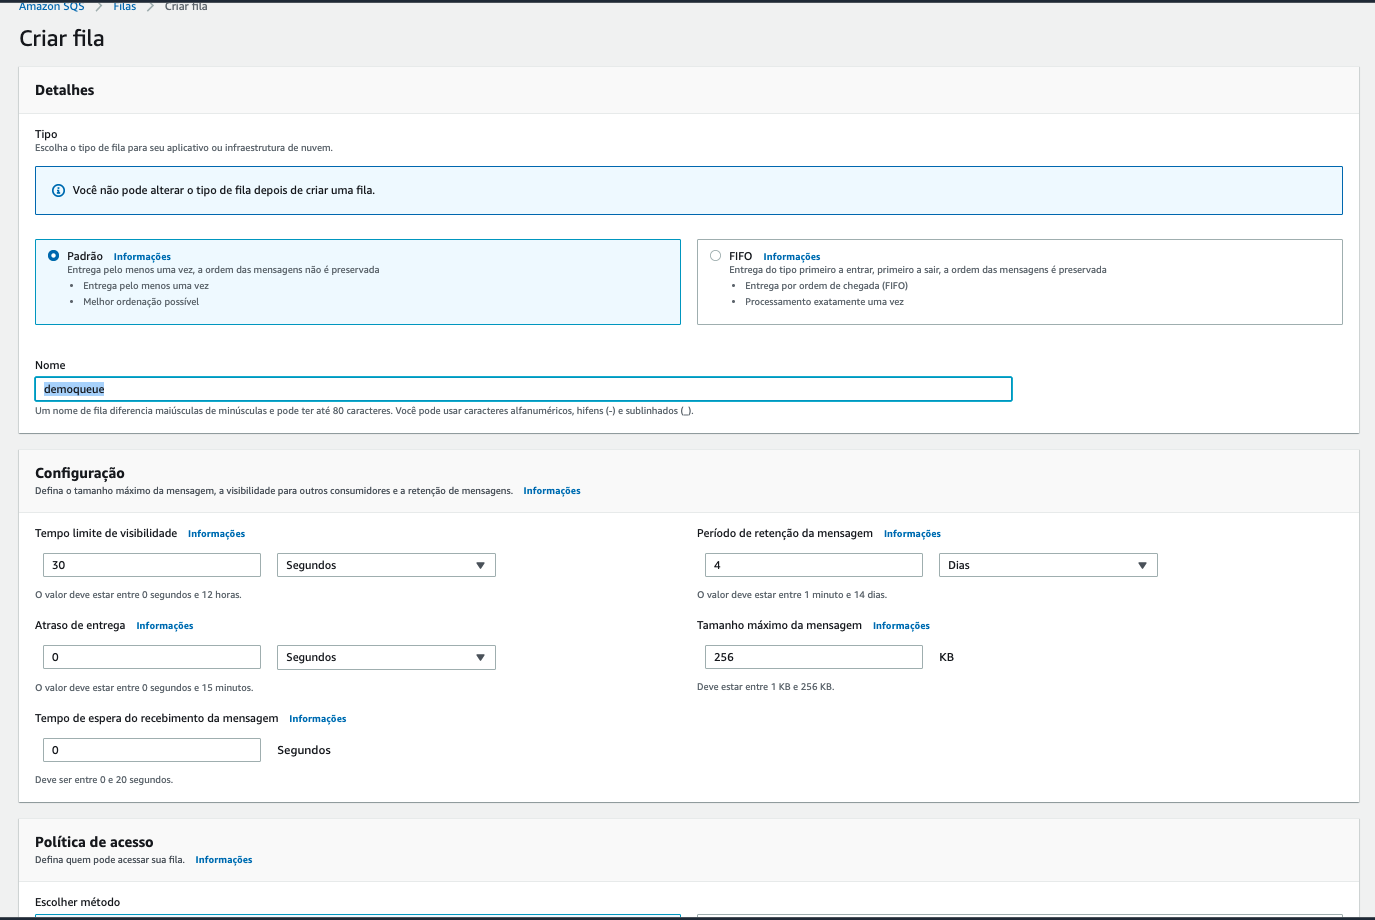 Amazon SQS > Filas > Criar fila
Criar fila
Detalhes
Tipo
Escolha o tipo de fila para seu aplicativo ou infraestrutura de nuvem.
Você não pode alterar o tipo de fila depois de criar uma fila.
Padrão Informações
Entrega pelo menos uma vez, a ordem das mensagens não é preservada
• Entrega pelo menos uma vez
• Melhor ordenação possível
FIFO Informações
Entrega do tipo primeiro a entrar, primeiro a sair, a ordem das mensagens é preservada
• Entrega por ordem de chegada (FIFO)
• Processamento exatamente uma vez
Nome
demoqueue
Um nome de fila diferencia maiúsculas de minúsculas e pode ter até 80 caracteres. Você pode usar caracteres alfanuméricos, hifens (-) e sublinhados (_).
Configuração
Defina o tamanho máximo da mensagem, a visibilidade para outros consumidores e a retenção de mensagens. Informações
Tempo limite de visibilidade Informações
30 Segundos
O valor deve estar entre 0 segundos e 12 horas.
Período de retenção da mensagem Informações
4 Dias
O valor deve estar entre 1 minuto e 14 dias.
Atraso de entrega Informações
0 Segundos
O valor deve estar entre 0 segundos e 15 minutos.
Tamanho máximo da mensagem Informações
256 KB
Deve estar entre 1 KB e 256 KB.
Tempo de espera do recebimento da mensagem Informações
0 Segundos
Deve ser entre 0 e 20 segundos.
Política de acesso
Defina quem pode acessar sua fila. Informações
Escolher método